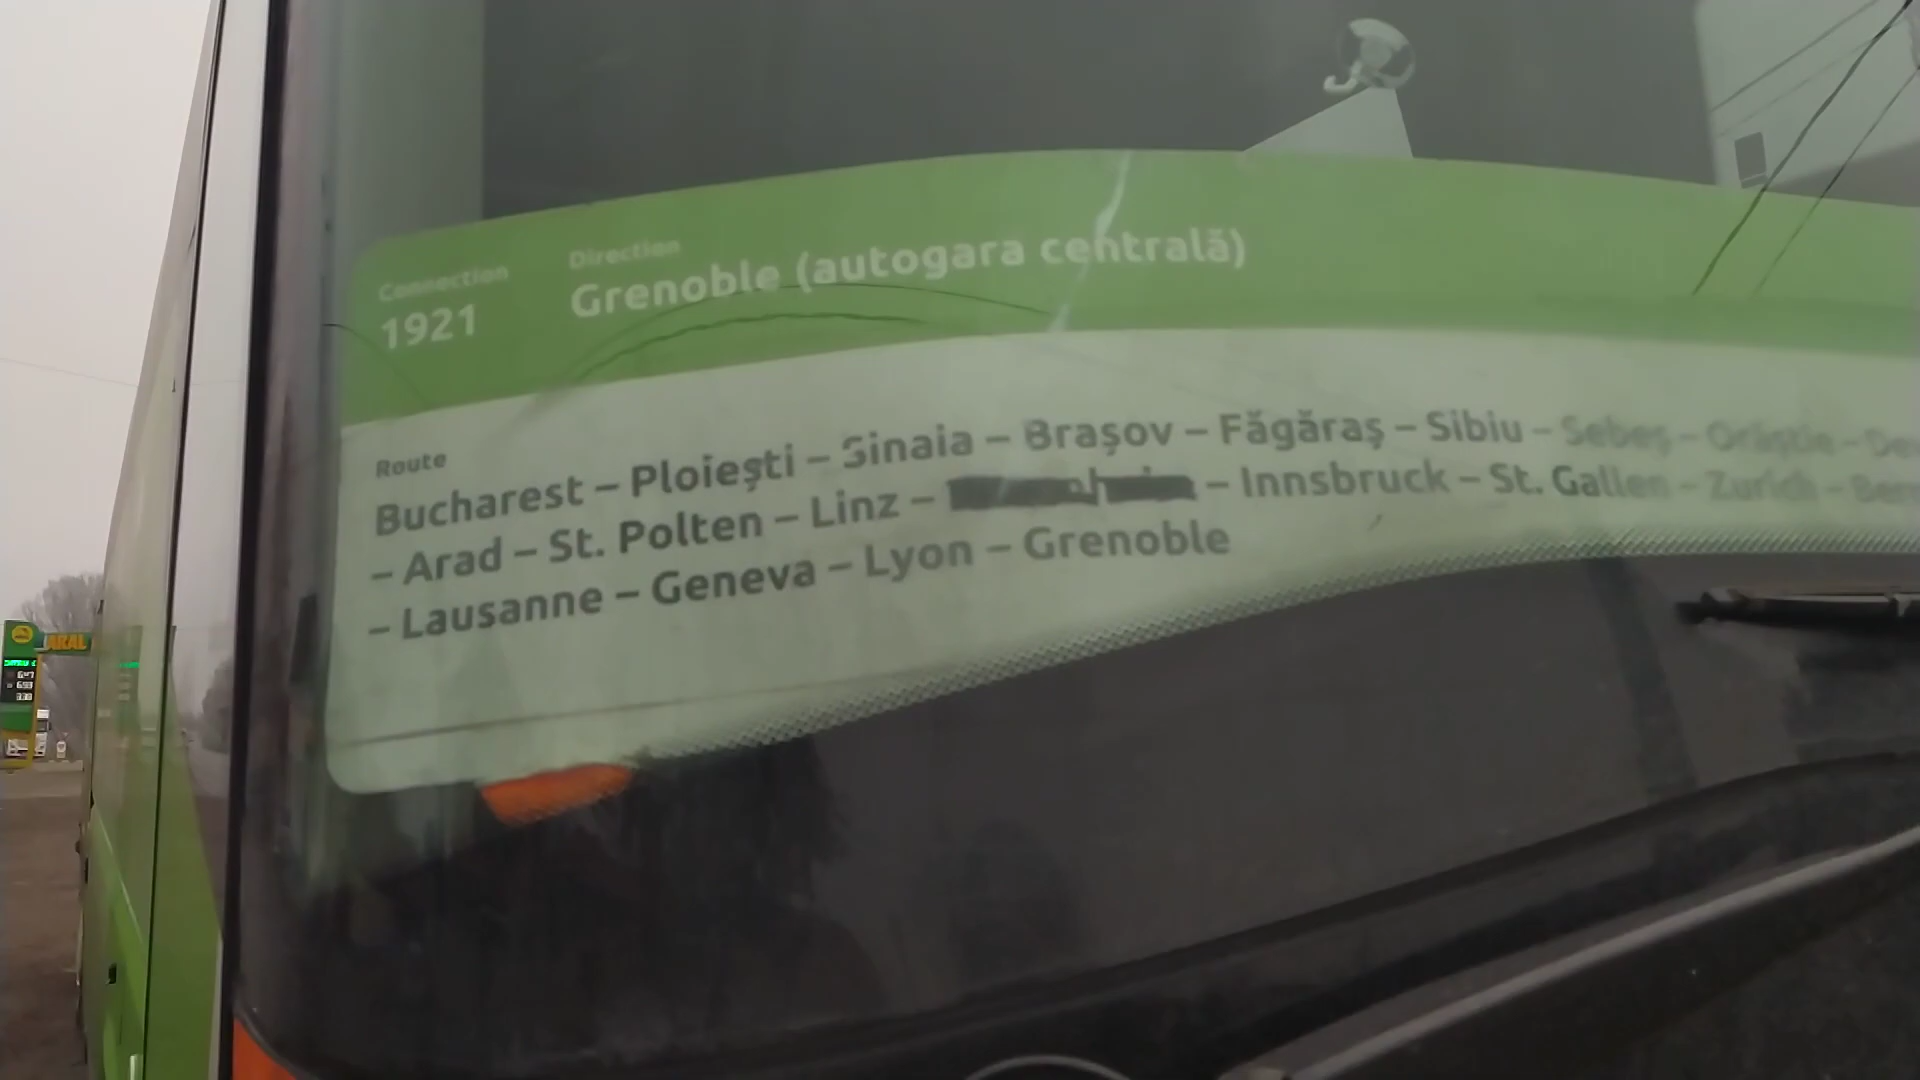 Connection
1921
Direction
Grenoble (autogara centrală)
Route
Bucharest – Ploiești – Sinaia – Brașov – Făgăraș – Sibiu – Sebeș – Orăștie –
– Arad – St. Polten – Linz – – Innsbruck – St. Gallen – Zurich –
– Lausanne – Geneva – Lyon – Grenoble
ARAL